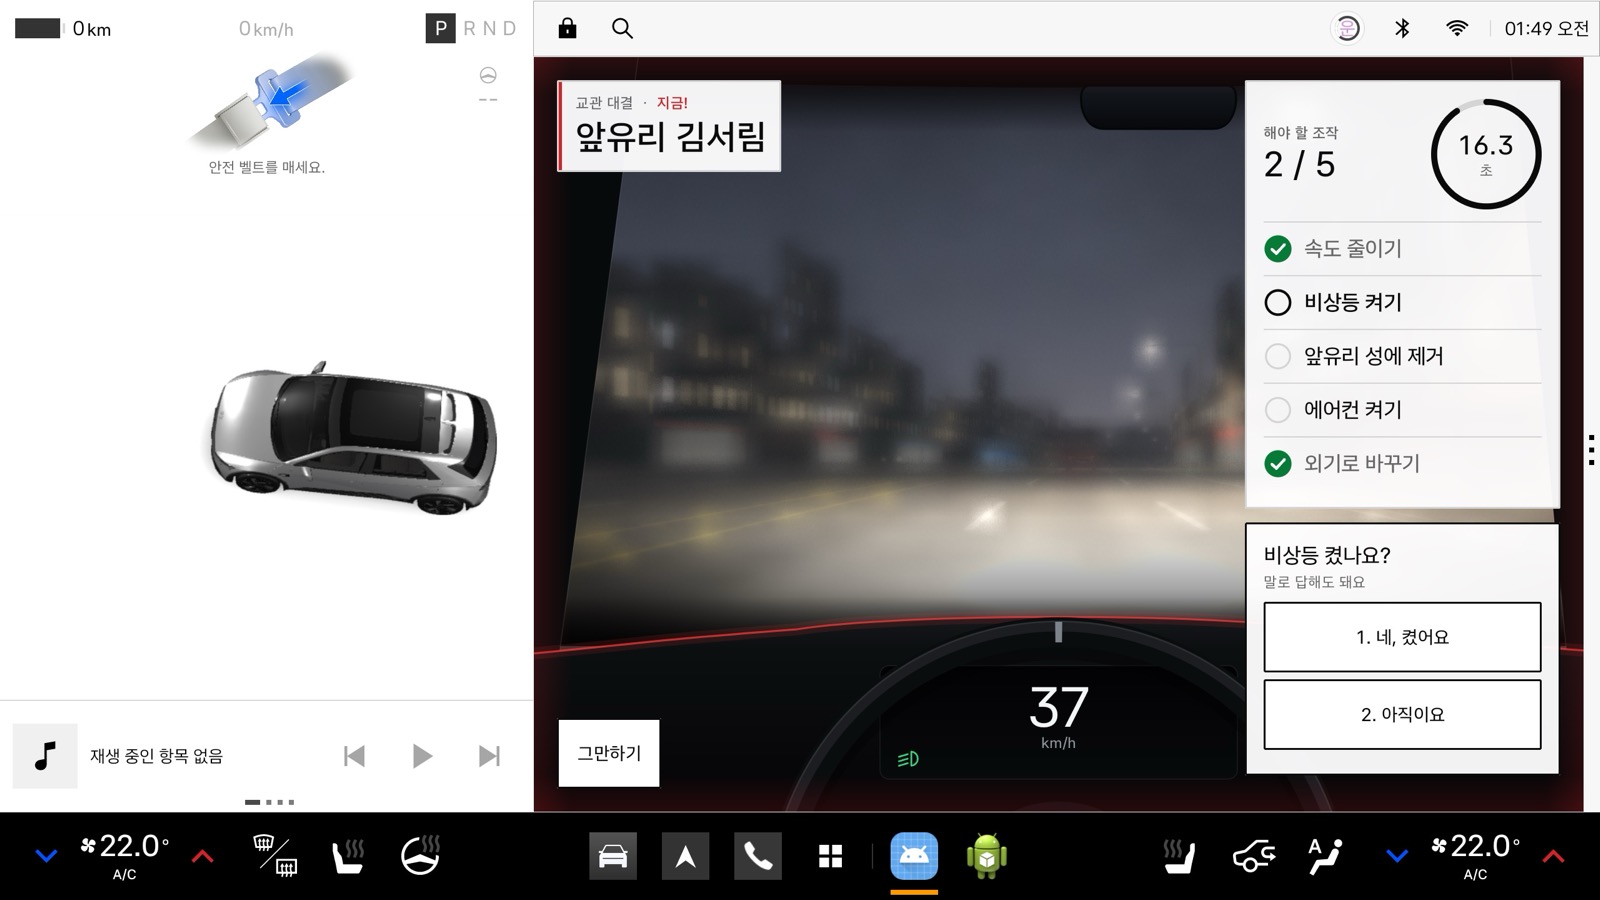 0 km
0 km/h
P R N D
--
안전 벨트를 매세요.
재생 중인 항목 없음
운
01:49 오전
교관 대결 · 지금!
앞유리 김서림
해야 할 조작
2 / 5
16.3
초
속도 줄이기
비상등 켜기
앞유리 성에 제거
에어컨 켜기
외기로 바꾸기
비상등 켰나요?
말로 답해도 돼요
1. 네, 켰어요
2. 아직이요
37
km/h
그만하기
22.0°
A/C
A
22.0°
A/C